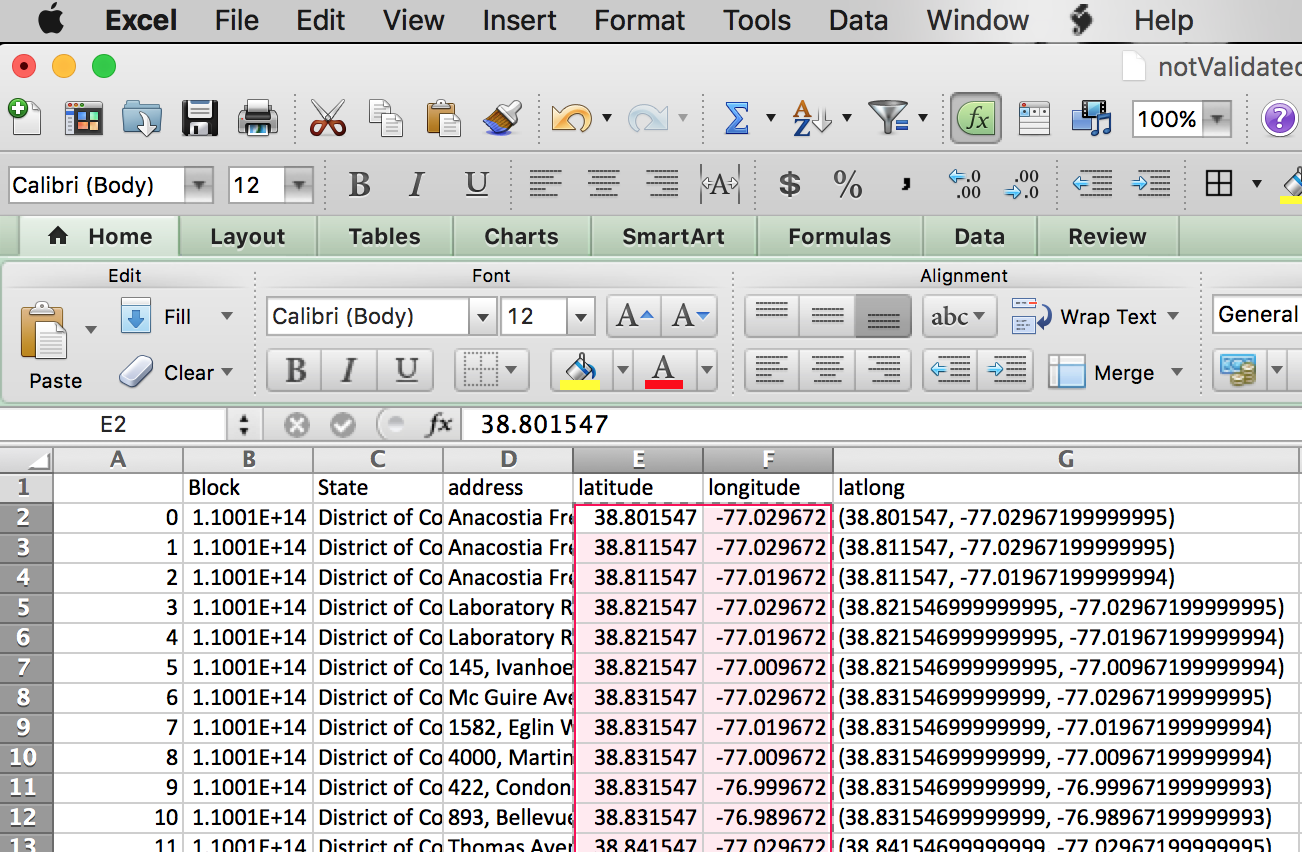 Excel File Edit View Insert Format Tools Data Window Help
notValidated
fx 100% ?
Calibri (Body) 12 B I U A $ % , .0 .00 .00 .0
Home Layout Tables Charts SmartArt Formulas Data Review
Edit Font Alignment
Fill Calibri (Body) 12 A A abc Wrap Text General
Paste Clear B I U A Merge
E2 fx 38.801547
A B C D E F G
1 Block State address latitude longitude latlong
2 0 1.1001E+14 District of Co Anacostia Fre 38.801547 -77.029672 (38.801547, -77.02967199999995)
3 1 1.1001E+14 District of Co Anacostia Fre 38.811547 -77.029672 (38.811547, -77.02967199999995)
4 2 1.1001E+14 District of Co Anacostia Fre 38.811547 -77.019672 (38.811547, -77.01967199999994)
5 3 1.1001E+14 District of Co Laboratory R 38.821547 -77.029672 (38.821546999999995, -77.02967199999995)
6 4 1.1001E+14 District of Co Laboratory R 38.821547 -77.019672 (38.821546999999995, -77.01967199999994)
7 5 1.1001E+14 District of Co 145, Ivanhoe 38.821547 -77.009672 (38.821546999999995, -77.00967199999994)
8 6 1.1001E+14 District of Co Mc Guire Ave 38.831547 -77.029672 (38.83154699999999, -77.02967199999995)
9 7 1.1001E+14 District of Co 1582, Eglin W 38.831547 -77.019672 (38.83154699999999, -77.01967199999994)
10 8 1.1001E+14 District of Co 4000, Martin 38.831547 -77.009672 (38.83154699999999, -77.00967199999994)
11 9 1.1001E+14 District of Co 422, Condon 38.831547 -76.999672 (38.83154699999999, -76.99967199999993)
12 10 1.1001E+14 District of Co 893, Bellevue 38.831547 -76.989672 (38.83154699999999, -76.98967199999993)
13 11 1.1001E+14 District of Co Thomas Aven 38.841547 -77.029672 (38.84154699999999, -77.02967199999995)